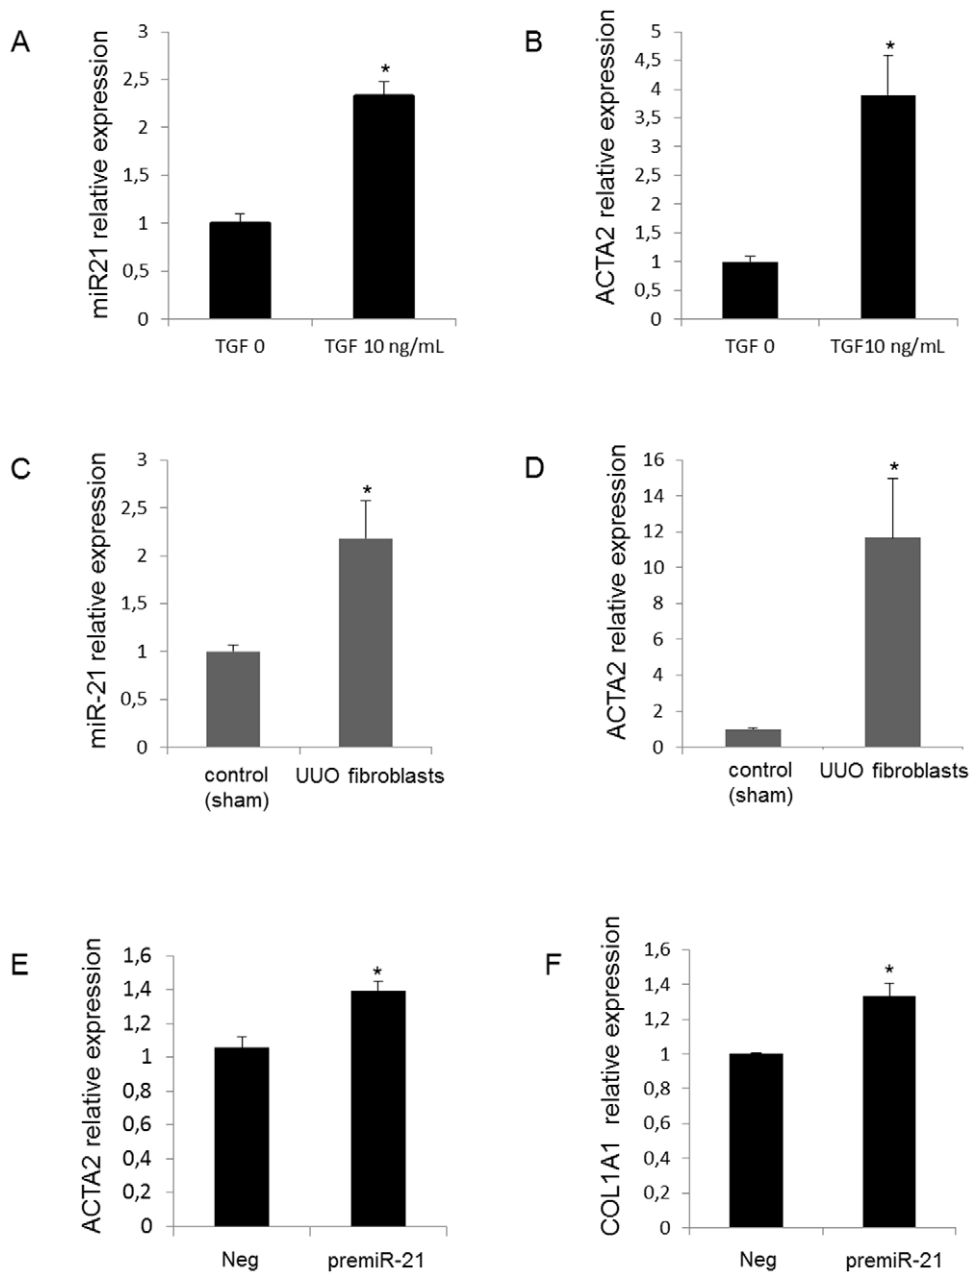 A
miR21 relative expression
3
2,5
2
1,5
1
0,5
0
*
TGF 0
TGF 10 ng/mL
B
ACTA2 relative expression
5
4,5
4
3,5
3
2,5
2
1,5
1
0,5
0
*
TGF 0
TGF10 ng/mL
C
miR-21 relative expression
3
2,5
2
1,5
1
0,5
0
*
control
(sham)
UUO fibroblasts
D
ACTA2 relative expression
16
14
12
10
8
6
4
2
0
*
control
(sham)
UUO fibroblasts
E
ACTA2 relative expression
1,6
1,4
1,2
1
0,8
0,6
0,4
0,2
0
*
Neg
premiR-21
F
COL1A1 relative expression
1,6
1,4
1,2
1
0,8
0,6
0,4
0,2
0
*
Neg
premiR-21